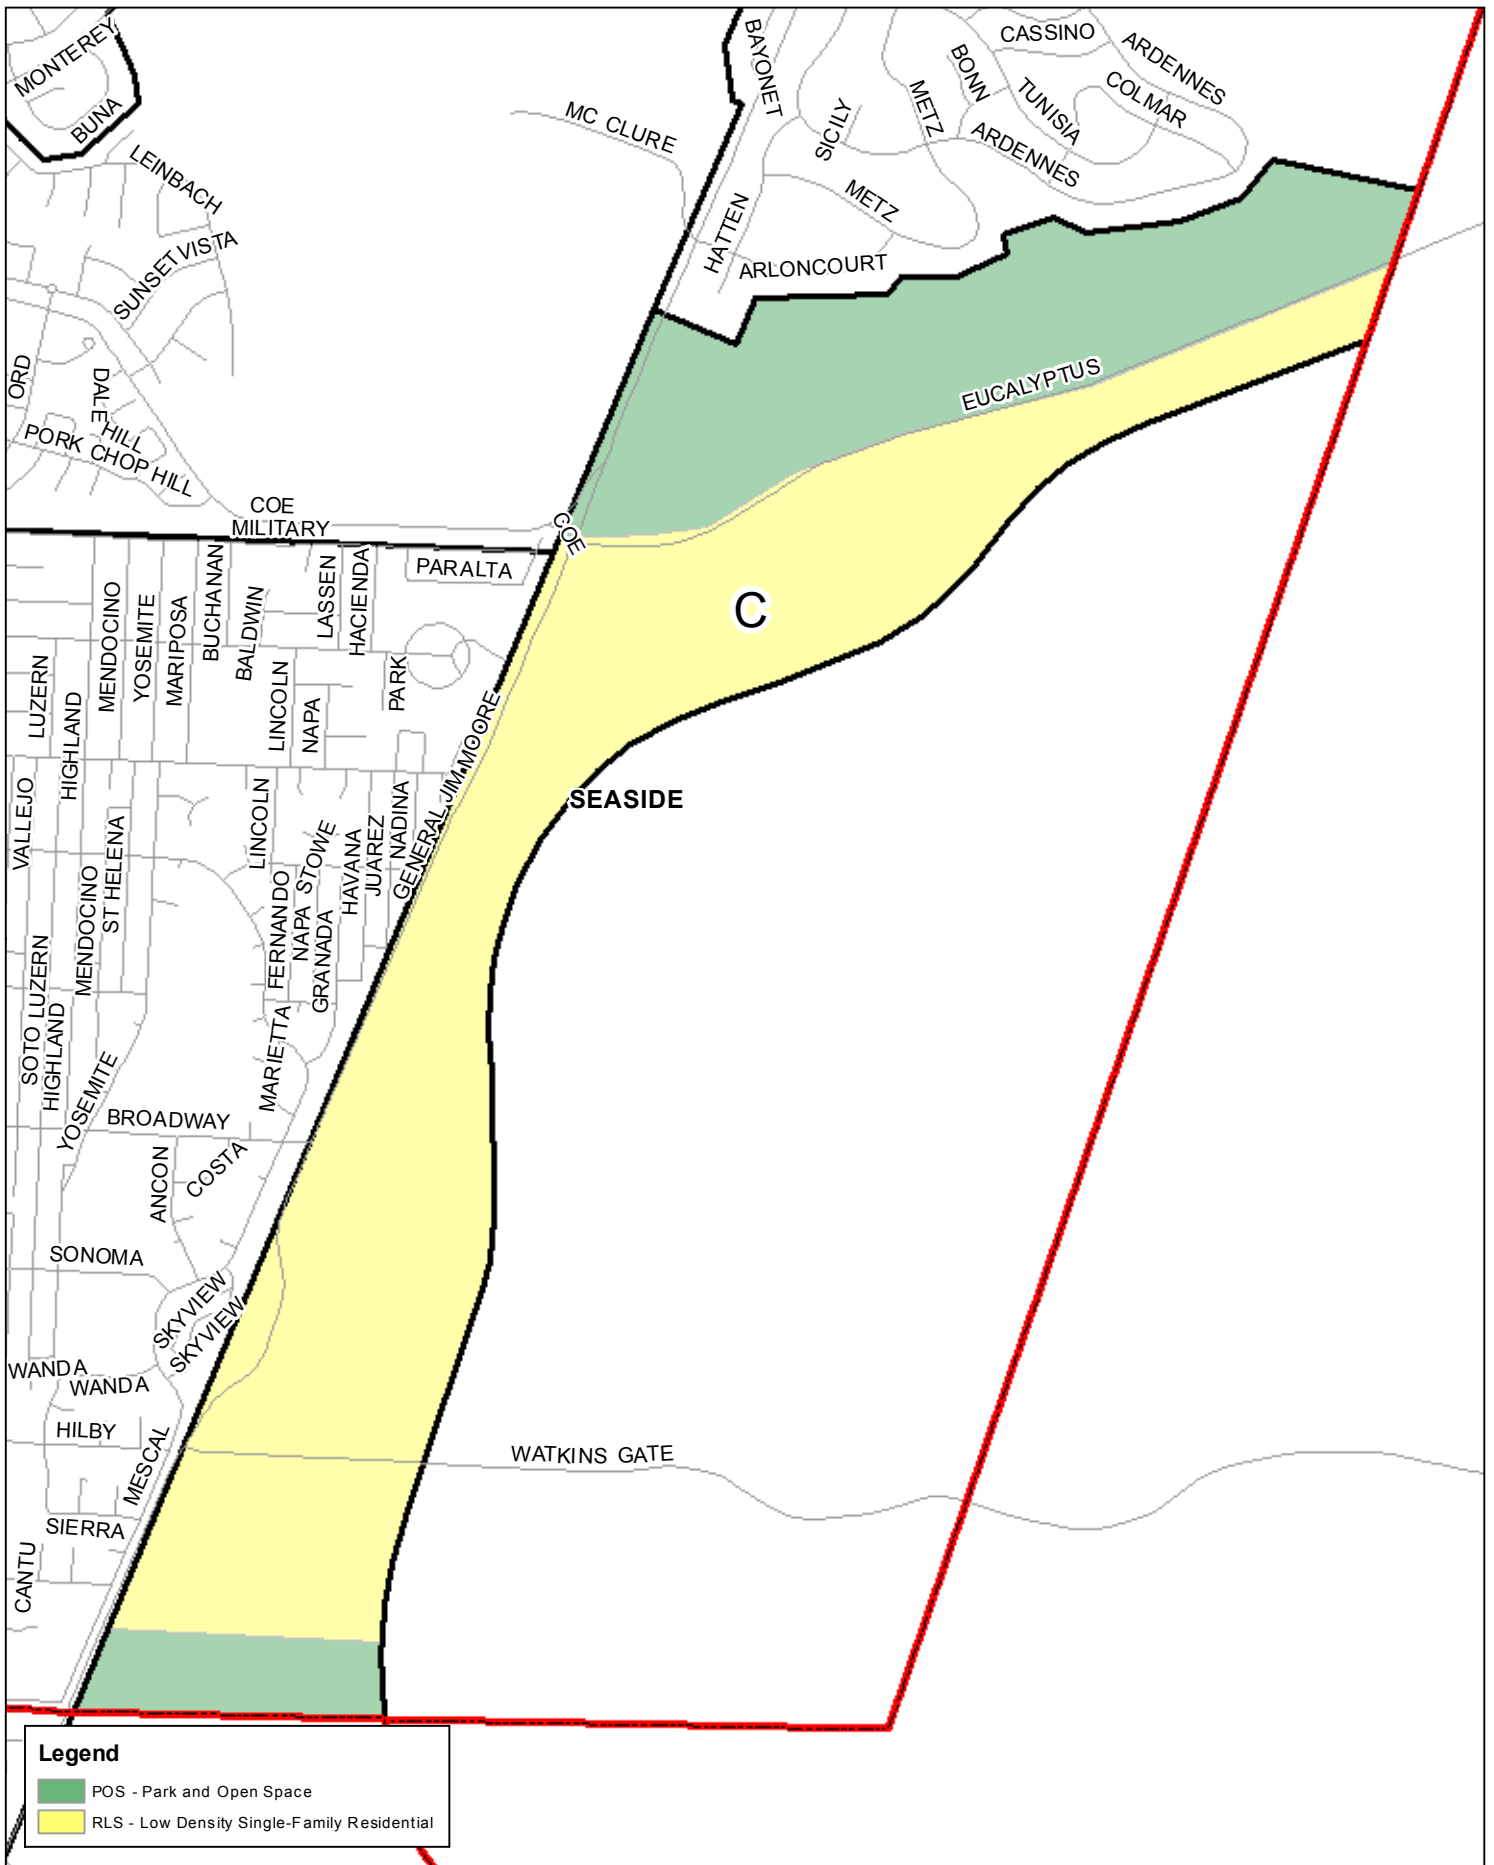 MONTEREY
BUNA
LEINBACH
SUNSET VISTA
MC CLURE
BAYONET
HATTEN
SICILY
METZ
METZ
BONN
CASSINO
ARDENNES
TUNISIA
COLMAR
ARDENNES
ARLONCOURT
EUCALYPTUS
ORD
DALE HILL
PORK CHOP HILL
COE
MILITARY
COE
PARALTA
MENDOCINO
YOSEMITE
MARIPOSA
BUCHANAN
BALDWIN
LASSEN
HACIENDA
C
LUZERN
HIGHLAND
LINCOLN
NAPA
PARK
GENERAL JIM MOORE
SEASIDE
VALLEJO
ST HELENA
MENDOCINO
LINCOLN
STOWE
NAPA
FERNANDO
GRANADA
HAVANA
JUAREZ
NADINA
LUZERN
SOTO
HIGHLAND
YOSEMITE
MARIETTA
BROADWAY
ANCON
COSTA
SONOMA
SKYVIEW
SKYVIEW
WANDA
WANDA
HILBY
MESCAL
WATKINS GATE
SIERRA
CANTU
Legend
POS - Park and Open Space
RLS - Low Density Single-Family Residential